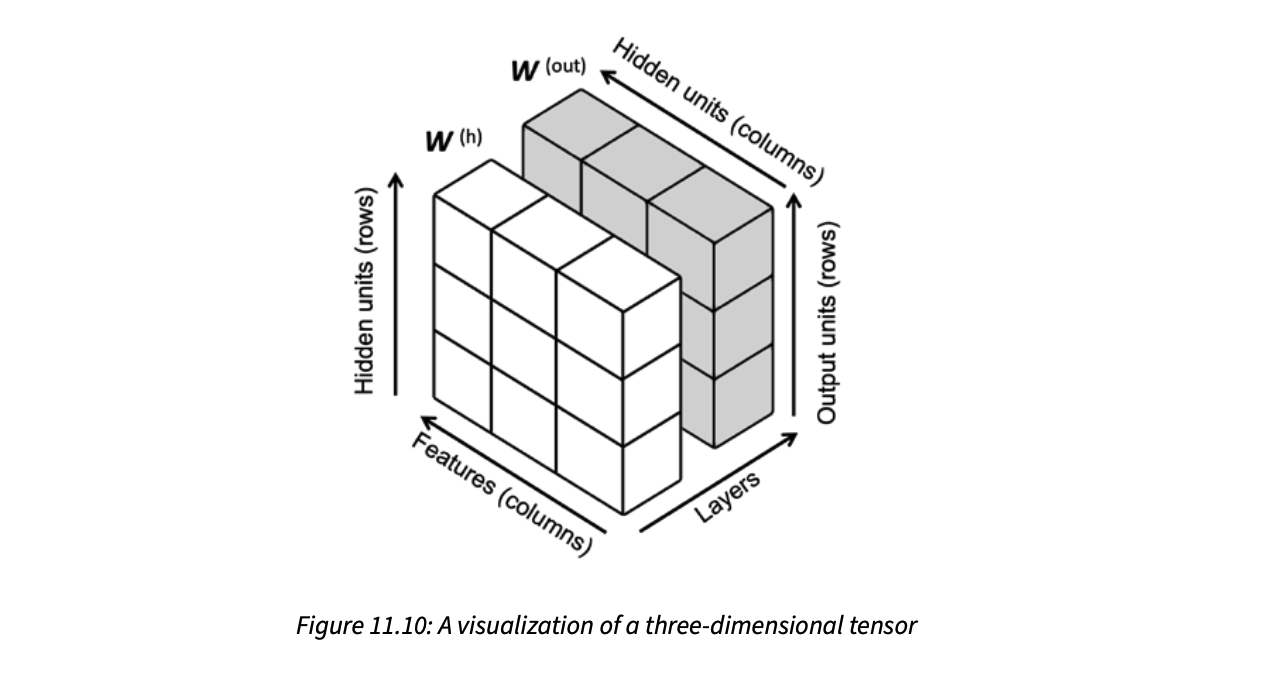 W (out)
Hidden units (columns)
W (h)
Hidden units (rows)
Output units (rows)
Features (columns)
Layers
Figure 11.10: A visualization of a three-dimensional tensor